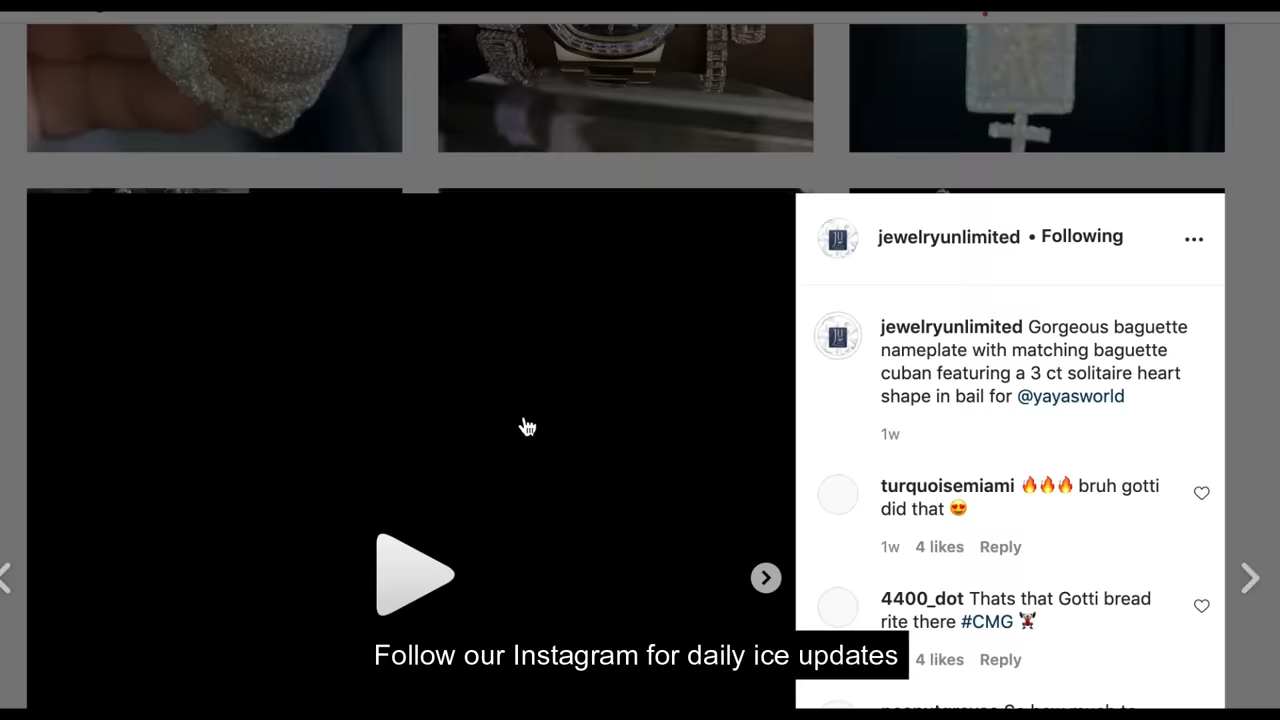 jewelryunlimited • Following
jewelryunlimited Gorgeous baguette
nameplate with matching baguette
cuban featuring a 3 ct solitaire heart
shape in bail for @yayasworld
1w
turquoisemiami 🔥🔥🔥 bruh gotti
did that 😍
1w 4 likes Reply
4400_dot Thats that Gotti bread
rite there #CMG
4 likes Reply
Follow our Instagram for daily ice updates